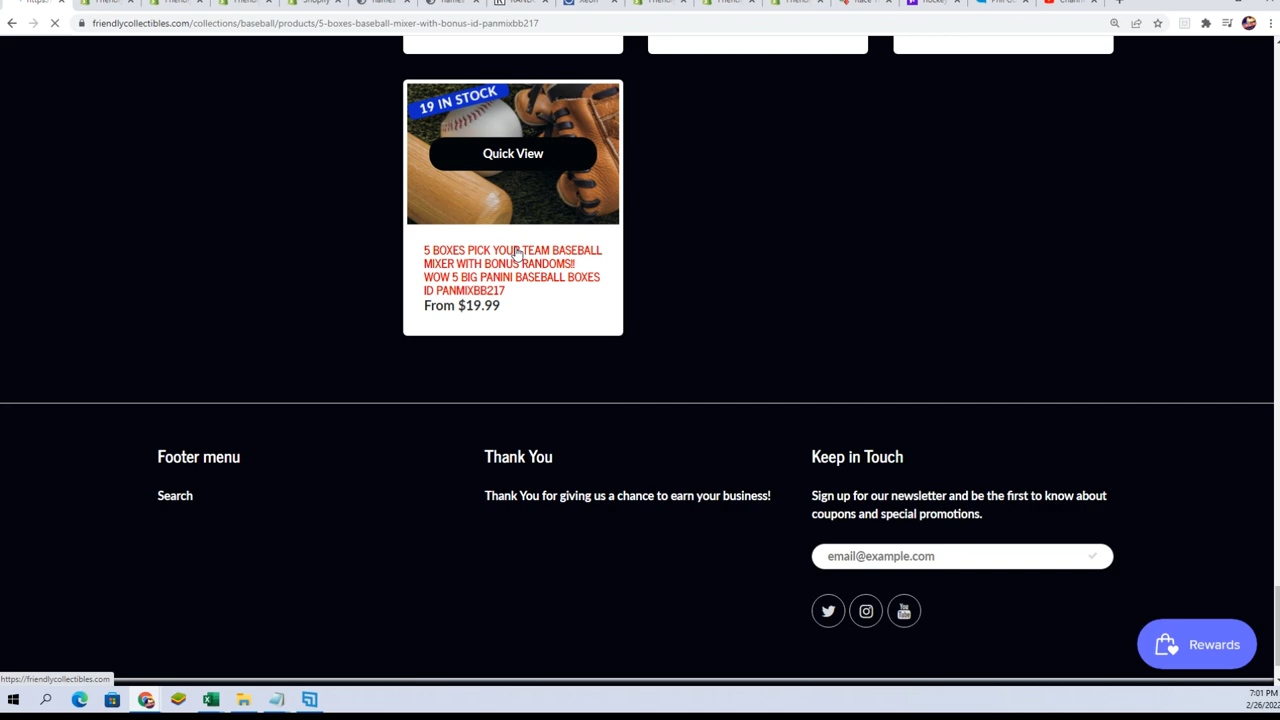 friendlycollectibles.com/collections/baseball/products/5-boxes-baseball-mixer-with-bonus-id-panmixbb217
19 IN STOCK
Quick View
5 BOXES PICK YOUR TEAM BASEBALL
MIXER WITH BONUS RANDOMS!!
WOW 5 BIG PANINI BASEBALL BOXES
ID PANMIXBB217
From $19.99
Footer menu
Search
Thank You
Thank You for giving us a chance to earn your business!
Keep in Touch
Sign up for our newsletter and be the first to know about
coupons and special promotions.
email@example.com
You
Tube
Rewards
https://friendlycollectibles.com
7:01 PM